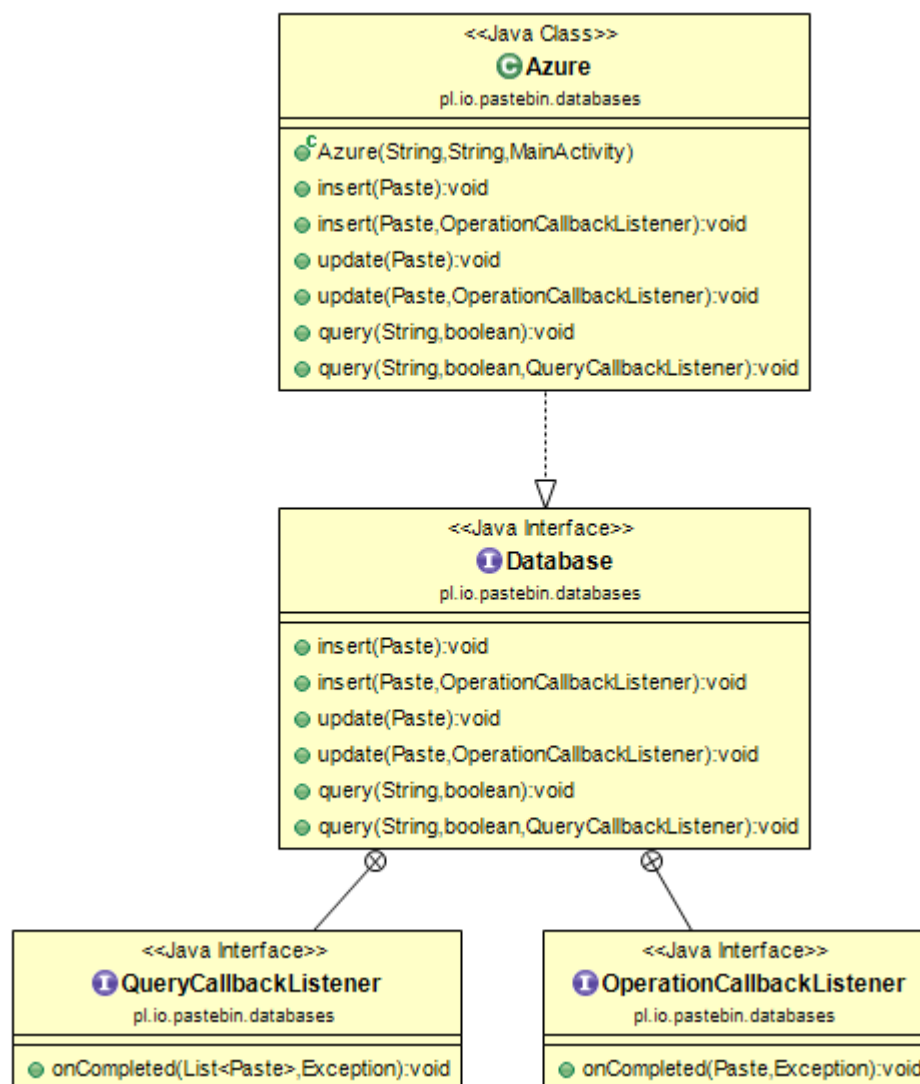 <<Java Class>>
Azure
pl.io.pastebin.databases
Azure(String,String,MainActivity)
insert(Paste):void
insert(Paste,OperationCallbackListener):void
update(Paste):void
update(Paste,OperationCallbackListener):void
query(String,boolean):void
query(String,boolean,QueryCallbackListener):void
<<Java Interface>>
Database
pl.io.pastebin.databases
insert(Paste):void
insert(Paste,OperationCallbackListener):void
update(Paste):void
update(Paste,OperationCallbackListener):void
query(String,boolean):void
query(String,boolean,QueryCallbackListener):void
<<Java Interface>>
QueryCallbackListener
pl.io.pastebin.databases
onCompleted(List<Paste>,Exception):void
<<Java Interface>>
OperationCallbackListener
pl.io.pastebin.databases
onCompleted(Paste,Exception):void